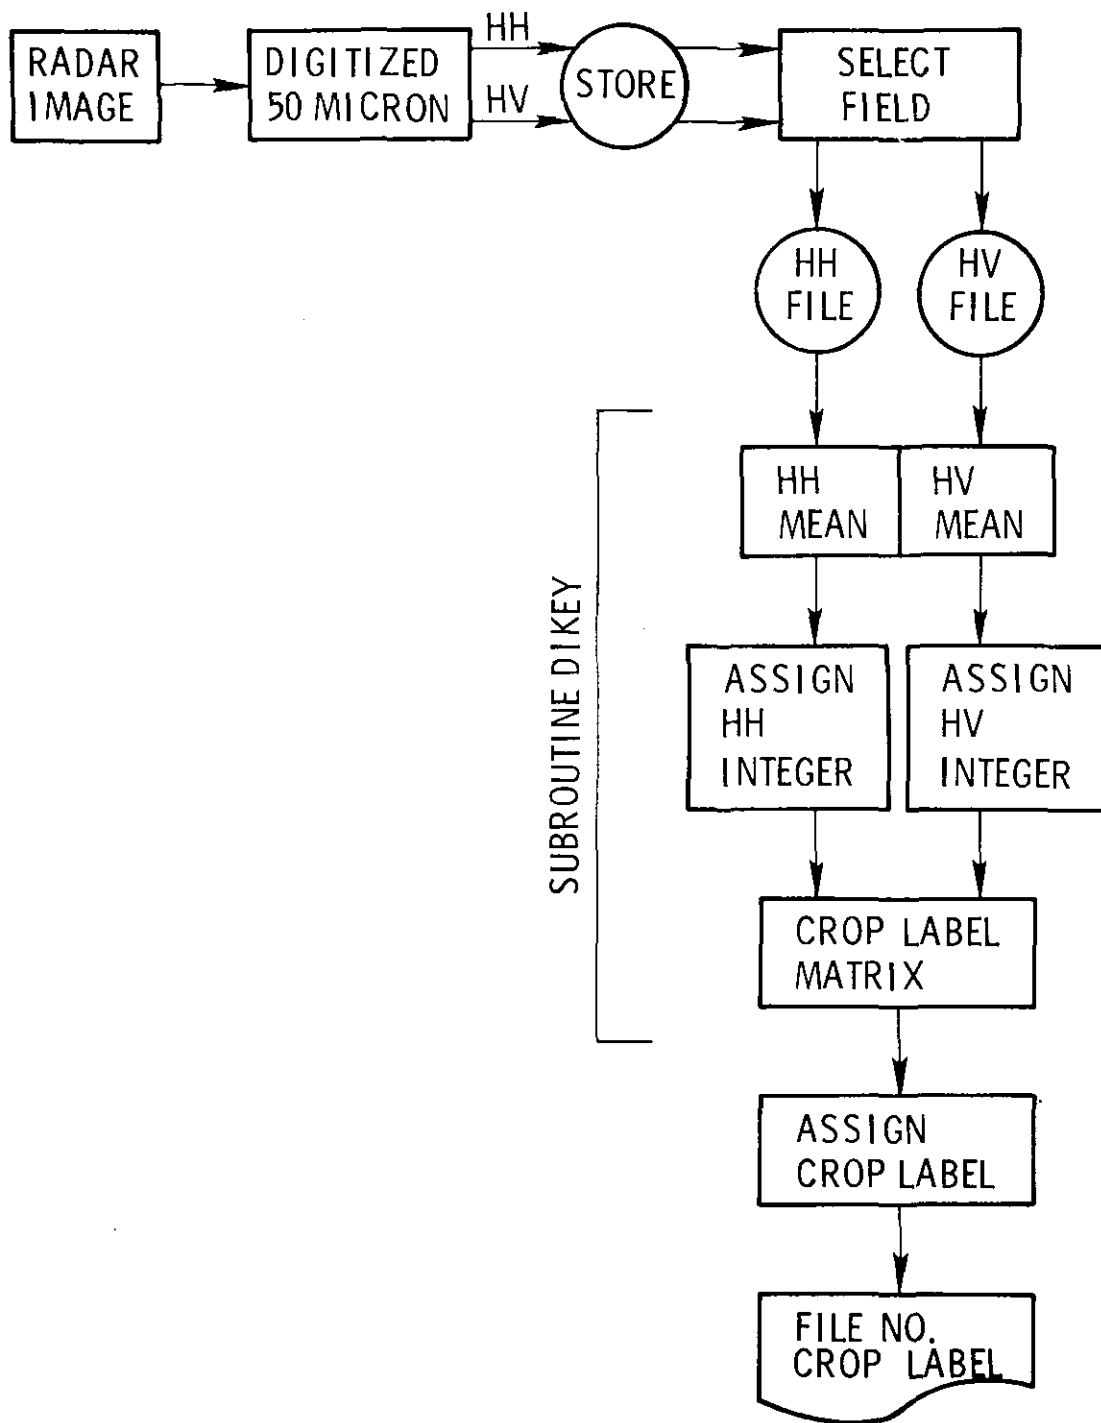 RADAR
IMAGE
DIGITIZED
50 MICRON
HH
HV
STORE
SELECT
FIELD
HH
FILE
HV
FILE
SUBROUTINE DIKEY
HH
MEAN
HV
MEAN
ASSIGN
HH
INTEGER
ASSIGN
HV
INTEGER
CROP LABEL
MATRIX
ASSIGN
CROP LABEL
FILE NO.
CROP LABEL